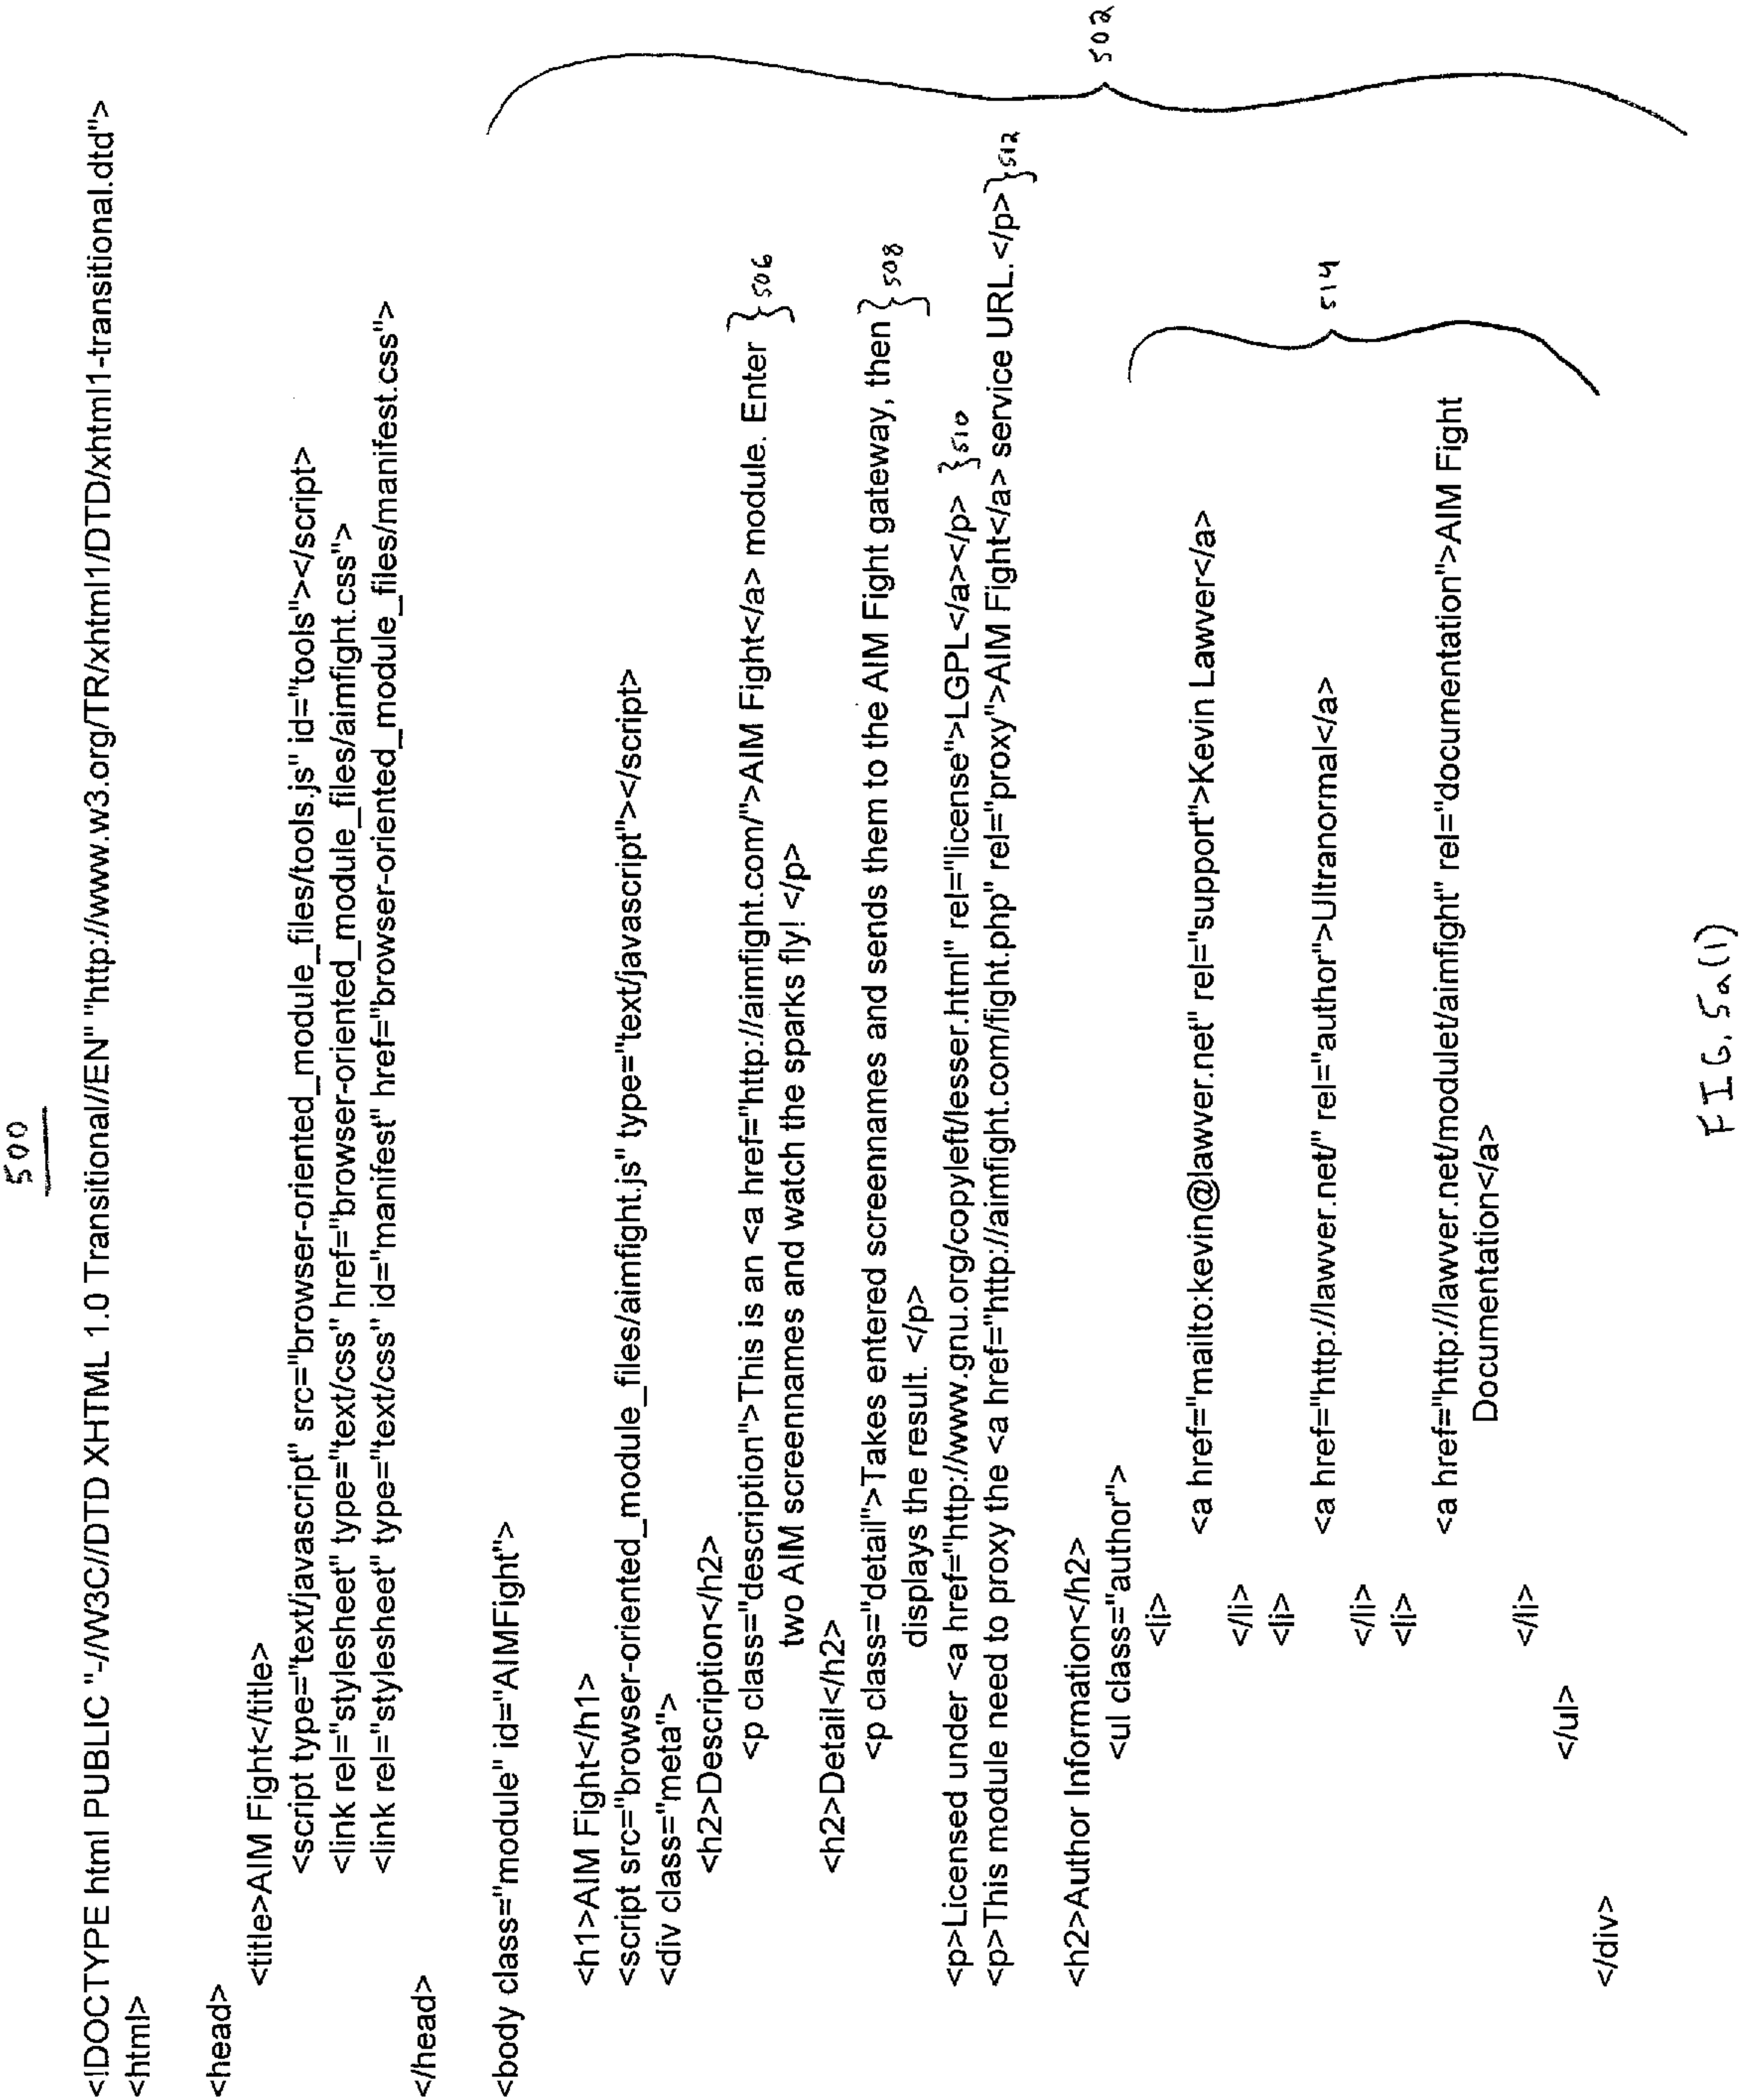 500
<!DOCTYPE html PUBLIC "-//W3C//DTD XHTML 1.0 Transitional//EN" "http://www.w3.org/TR/xhtml1/DTD/xhtml1-transitional.dtd">
<html>
<head>
<title>AIM Fight</title>
<script type="text/javascript" src="browser-oriented_module_files/tools.js" id="tools"></script>
<link rel="stylesheet" type="text/css" href="browser-oriented_module_files/aimfight.css">
<link rel="stylesheet" type="text/css" id="manifest" href="browser-oriented_module_files/manifest.css">
</head>
<body class="module" id="AIMFight">
<h1>AIM Fight</h1>
<script src="browser-oriented_module_files/aimfight.js" type="text/javascript"></script>
<div class="meta">
<h2>Description</h2>
<p class="description">This is an <a href="http://aimfight.com/">AIM Fight</a> module. Enter } 506
two AIM screennames and watch the sparks fly! </p>
<h2>Detail</h2>
<p class="detail">Takes entered screennames and sends them to the AIM Fight gateway, then } 508
displays the result. </p>
<p>Licensed under <a href="http://www.gnu.org/copyleft/lesser.html" rel="license">LGPL</a></p> } 510
<p>This module need to proxy the <a href="http://aimfight.com/fight.php" rel="proxy">AIM Fight</a> service URL.</p> } 512
502
<h2>Author Information</h2>
<ul class="author">
<li>
<a href="mailto:kevin@lawver.net" rel="support">Kevin Lawver</a>
</li>
<li>
<a href="http://lawver.net/" rel="author">Ultranormal</a>
514
</li>
<li>
<a href="http://lawver.net/modulet/aimfight" rel="documentation">AIM Fight
Documentation</a>
</li>
</ul>
</div>
FIG. 5a(1)